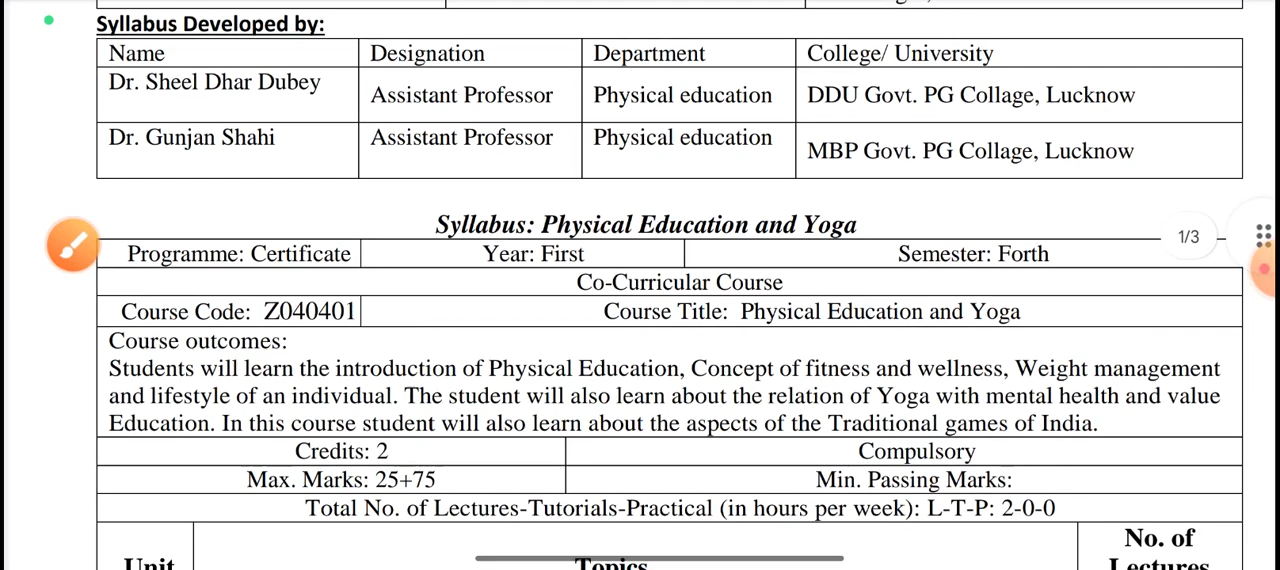 Syllabus Developed by:
Name Designation Department College/ University
Dr. Sheel Dhar Dubey Assistant Professor Physical education DDU Govt. PG Collage, Lucknow
Dr. Gunjan Shahi Assistant Professor Physical education MBP Govt. PG Collage, Lucknow
Syllabus: Physical Education and Yoga
1/3
Programme: Certificate Year: First Semester: Forth
Co-Curricular Course
Course Code: Z040401 Course Title: Physical Education and Yoga
Course outcomes:
Students will learn the introduction of Physical Education, Concept of fitness and wellness, Weight management
and lifestyle of an individual. The student will also learn about the relation of Yoga with mental health and value
Education. In this course student will also learn about the aspects of the Traditional games of India.
Credits: 2 Compulsory
Max. Marks: 25+75 Min. Passing Marks:
Total No. of Lectures-Tutorials-Practical (in hours per week): L-T-P: 2-0-0
Unit Topics No. of
Lectures